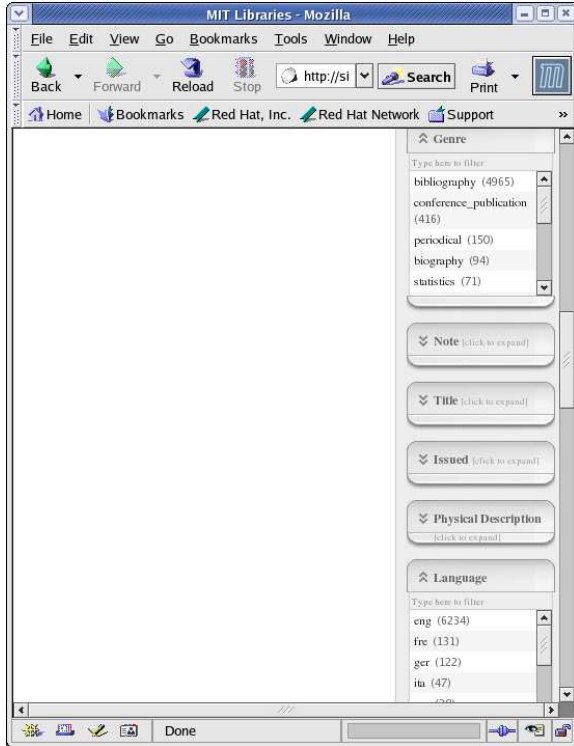 MIT Libraries - Mozilla
File Edit View Go Bookmarks Tools Window Help
Back Forward Reload Stop http://si Search Print
Home Bookmarks Red Hat, Inc. Red Hat Network Support »
Genre
Type here to filter
bibliography (4965)
conference_publication
(416)
periodical (150)
biography (94)
statistics (71)
Note [click to expand]
Title [click to expand]
Issued [click to expand]
Physical Description
[click to expand]
Language
Type here to filter
eng (6234)
fre (131)
ger (122)
ita (47)
Done